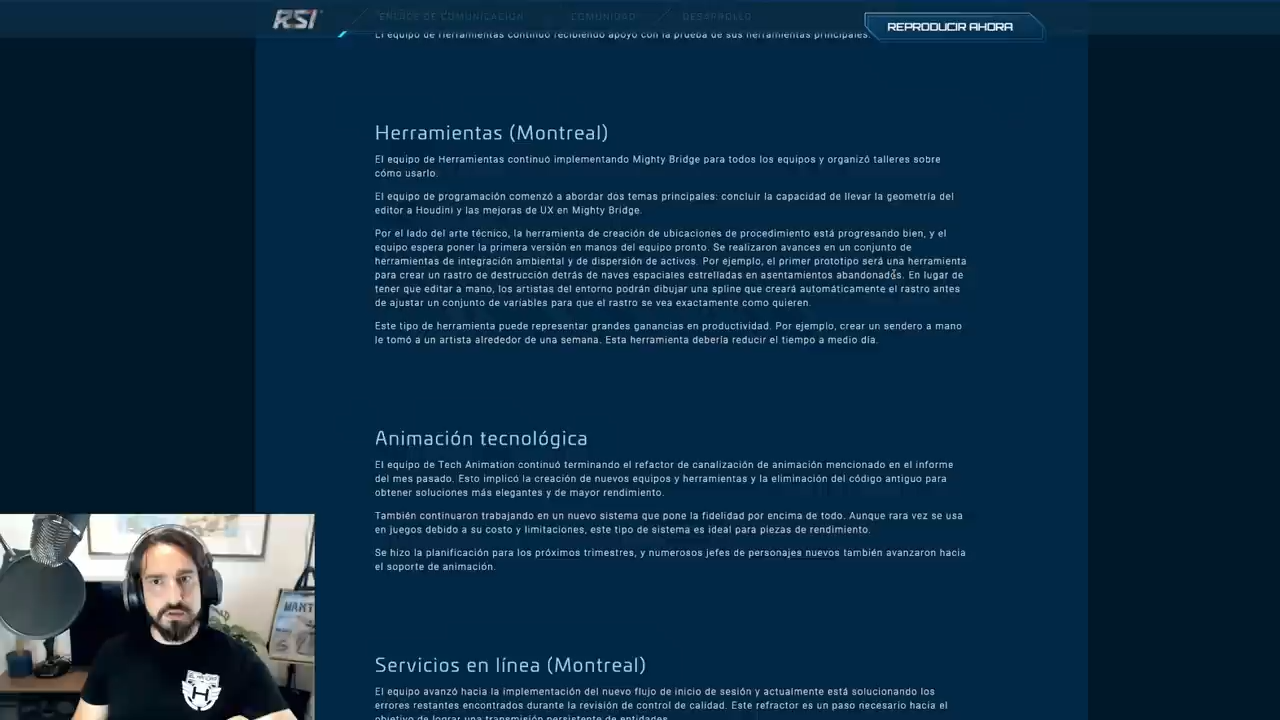 RSI
ENLACE DE COMUNICACIÓN
COMUNIDAD
DESARROLLO
REPRODUCIR AHORA
El equipo de Herramientas continuó recibiendo apoyo con la prueba de sus herramientas principales.
Herramientas (Montreal)
El equipo de Herramientas continuó implementando Mighty Bridge para todos los equipos y organizó talleres sobre
cómo usarlo.
El equipo de programación comenzó a abordar dos temas principales: concluir la capacidad de llevar la geometría del
editor a Houdini y las mejoras de UX en Mighty Bridge.
Por el lado del arte técnico, la herramienta de creación de ubicaciones de procedimiento está progresando bien, y el
equipo espera poner la primera versión en manos del equipo pronto. Se realizaron avances en un conjunto de
herramientas de integración ambiental y de dispersión de activos. Por ejemplo, el primer prototipo será una herramienta
para crear un rastro de destrucción detrás de naves espaciales estrelladas en asentamientos abandonados. En lugar de
tener que editar a mano, los artistas del entorno podrán dibujar una spline que creará automáticamente el rastro antes
de ajustar un conjunto de variables para que el rastro se vea exactamente como quieren.
Este tipo de herramienta puede representar grandes ganancias en productividad. Por ejemplo, crear un sendero a mano
le tomó a un artista alrededor de una semana. Esta herramienta debería reducir el tiempo a medio día.
Animación tecnológica
El equipo de Tech Animation continuó terminando el refactor de canalización de animación mencionado en el informe
del mes pasado. Esto implicó la creación de nuevos equipos y herramientas y la eliminación del código antiguo para
obtener soluciones más elegantes y de mayor rendimiento.
También continuaron trabajando en un nuevo sistema que pone la fidelidad por encima de todo. Aunque rara vez se usa
en juegos debido a su costo y limitaciones, este tipo de sistema es ideal para piezas de rendimiento.
Se hizo la planificación para los próximos trimestres, y numerosos jefes de personajes nuevos también avanzaron hacia
el soporte de animación.
Servicios en línea (Montreal)
El equipo avanzó hacia la implementación del nuevo flujo de inicio de sesión y actualmente está solucionando los
errores restantes encontrados durante la revisión de control de calidad. Este refractor es un paso necesario hacia el
objetivo de lograr una transmisión persistente de entidades.